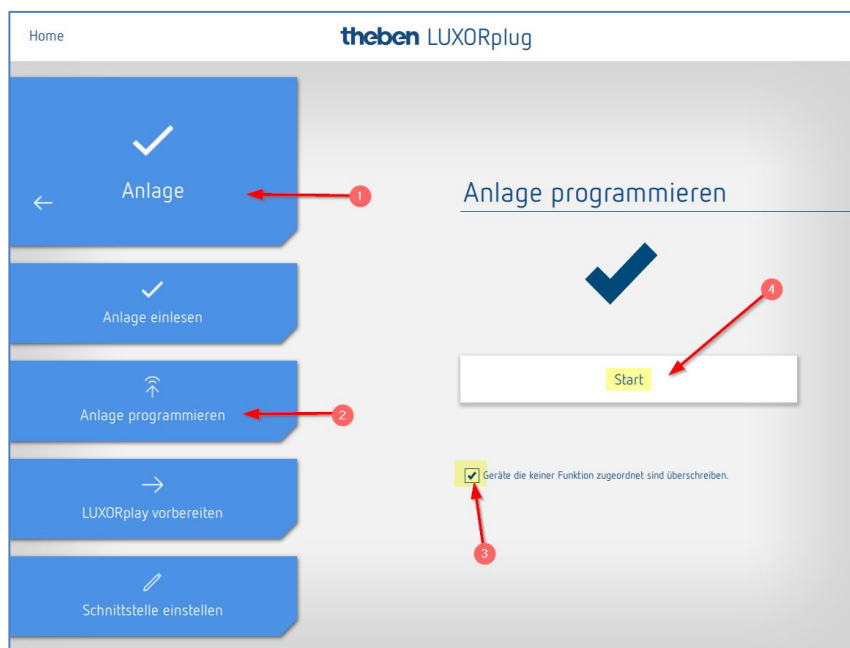 Home
theben LUXORplug
Anlage
1
Anlage programmieren
Anlage einlesen
4
Start
Anlage programmieren
2
Geräte die keiner Funktion zugeordnet sind überschreiben.
LUXORplay vorbereiten
3
Schnittstelle einstellen